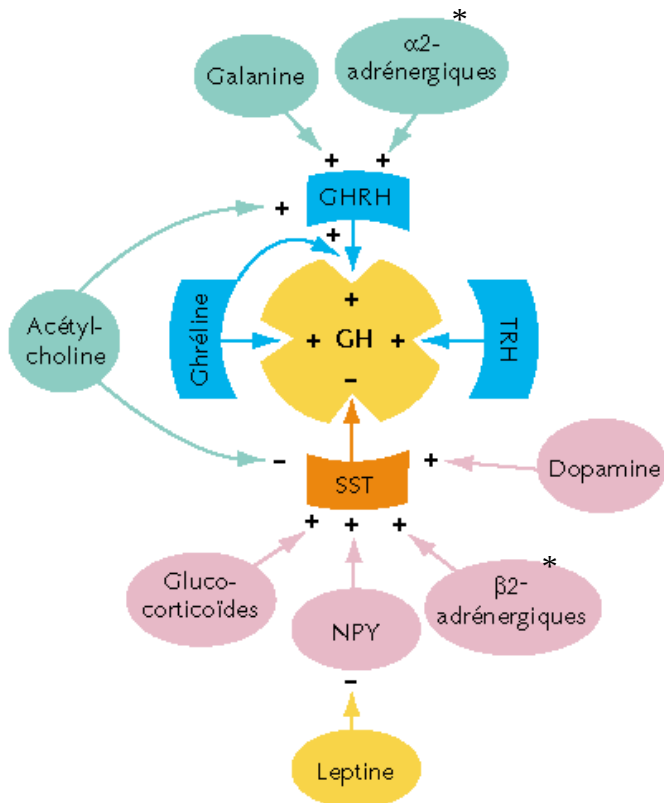 *
α2-
adrénergiques
Galanine
+ +
GHRH
+
+
Acétyl-
choline
Ghréline
+
+ GH +
-
TRH
-
SST
+
Dopamine
+ + +
Gluco-
corticoïdes
NPY
*
β2-
adrénergiques
-
Leptine